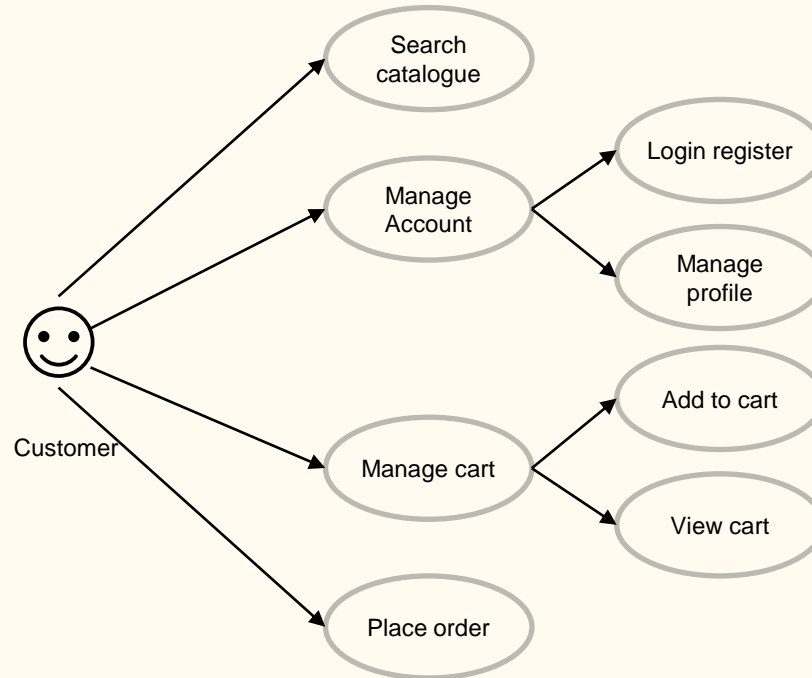 Search
catalogue
Login register
Manage
Account
Manage
profile
Add to cart
Customer
Manage cart
View cart
Place order